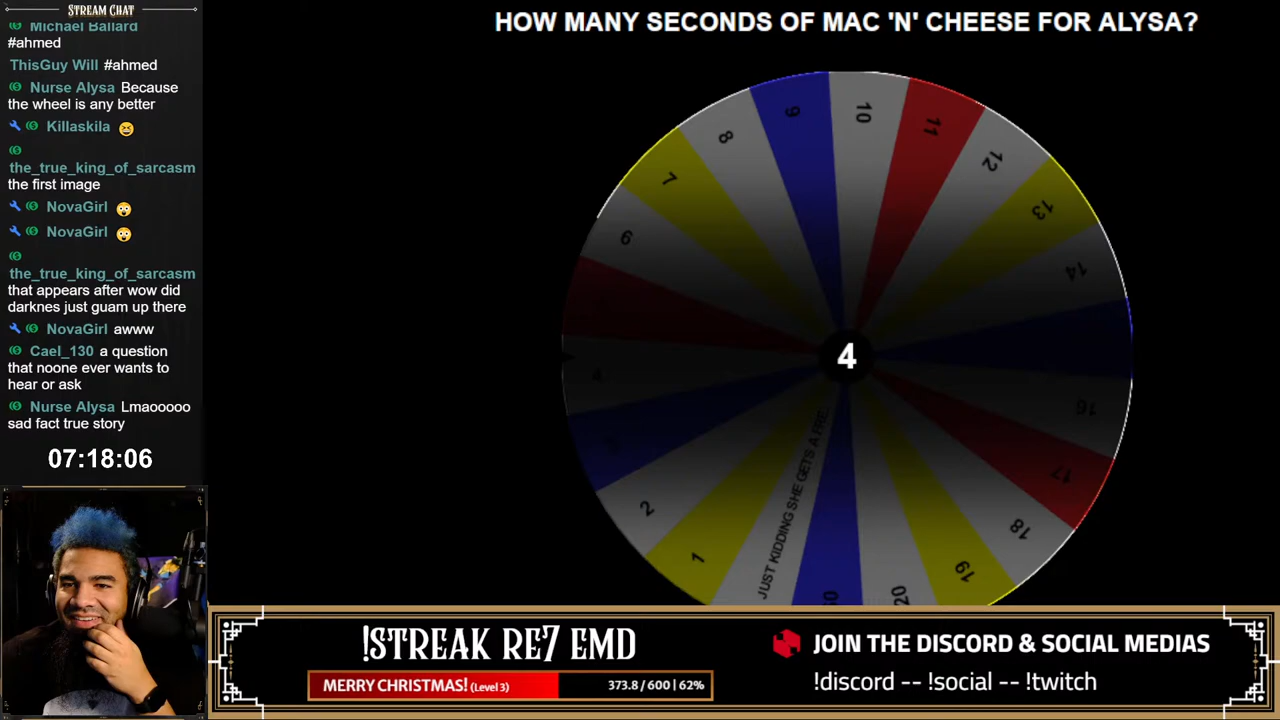 STREAM CHAT
Michael Ballard
#ahmed
ThisGuy Will #ahmed
Nurse Alysa Because
the wheel is any better
Killaskila
the_true_king_of_sarcasm
the first image
NovaGirl
NovaGirl
the_true_king_of_sarcasm
that appears after wow did
darknes just guam up there
NovaGirl awww
Cael_130 a question
that noone ever wants to
hear or ask
Nurse Alysa Lmaooooo
sad fact true story
07:18:06
HOW MANY SECONDS OF MAC 'N' CHEESE FOR ALYSA?
1
2
3
4
6
7
8
9
10
11
12
13
14
16
17
18
19
20
JUST KIDDING SHE GETS A FRE..
4
!STREAK RE7 EMD
MERRY CHRISTMAS! (Level 3)
373.8 / 600 | 62%
JOIN THE DISCORD & SOCIAL MEDIAS
!discord -- !social -- !twitch